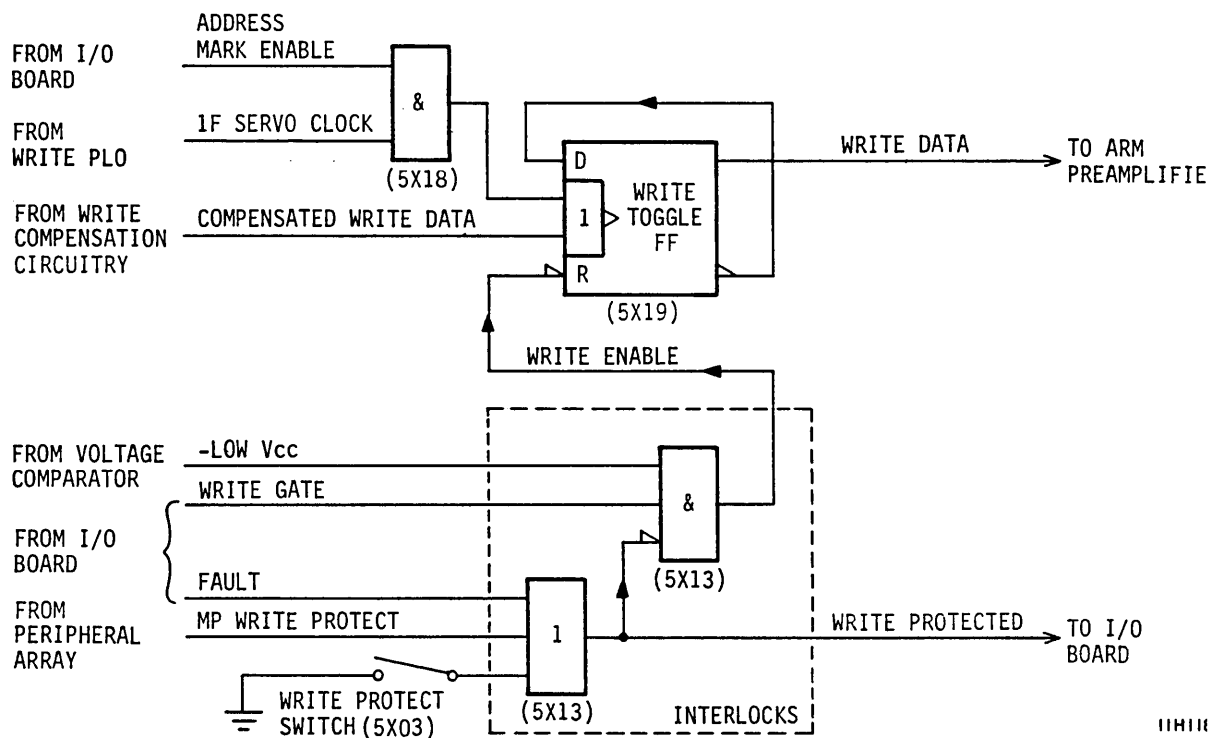 ADDRESS
FROM I/O
BOARD
MARK ENABLE
&
FROM
WRITE PLO
1F SERVO CLOCK
(5X18)
D
WRITE
TOGGLE
FF
1
R
(5X19)
WRITE DATA
TO ARM
PREAMPLIFIE
FROM WRITE
COMPENSATION
CIRCUITRY
COMPENSATED WRITE DATA
WRITE ENABLE
FROM VOLTAGE
COMPARATOR
-LOW Vcc
WRITE GATE
&
(5X13)
FROM I/O
BOARD
FAULT
FROM
PERIPHERAL
ARRAY
MP WRITE PROTECT
1
(5X13)
WRITE PROTECTED
TO I/O
BOARD
WRITE PROTECT
SWITCH (5X03)
INTERLOCKS
11H118